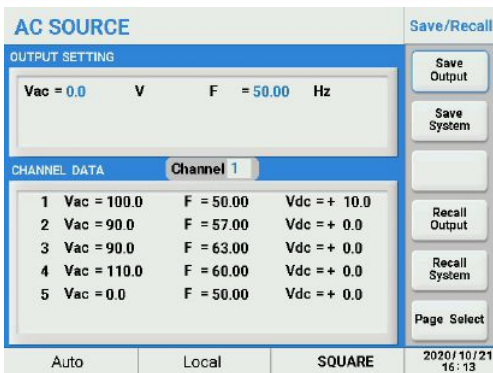 AC SOURCE
Save/Recall
OUTPUT SETTING
Vac = 0.0 V F = 50.00 Hz
CHANNEL DATA Channel 1
1 Vac = 100.0 F = 50.00 Vdc = + 10.0
2 Vac = 90.0 F = 57.00 Vdc = + 0.0
3 Vac = 90.0 F = 63.00 Vdc = + 0.0
4 Vac = 110.0 F = 60.00 Vdc = + 0.0
5 Vac = 0.0 F = 50.00 Vdc = + 0.0
Save
Output
Save
System
Recall
Output
Recall
System
Page Select
Auto Local SQUARE
2020/10/21
16:13